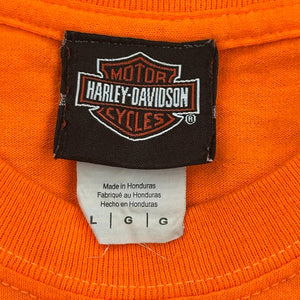 MOTOR
HARLEY-DAVIDSON
CYCLES ®
Made in Honduras
Fabriqué au Honduras
Hecho en Honduras
L | G | G